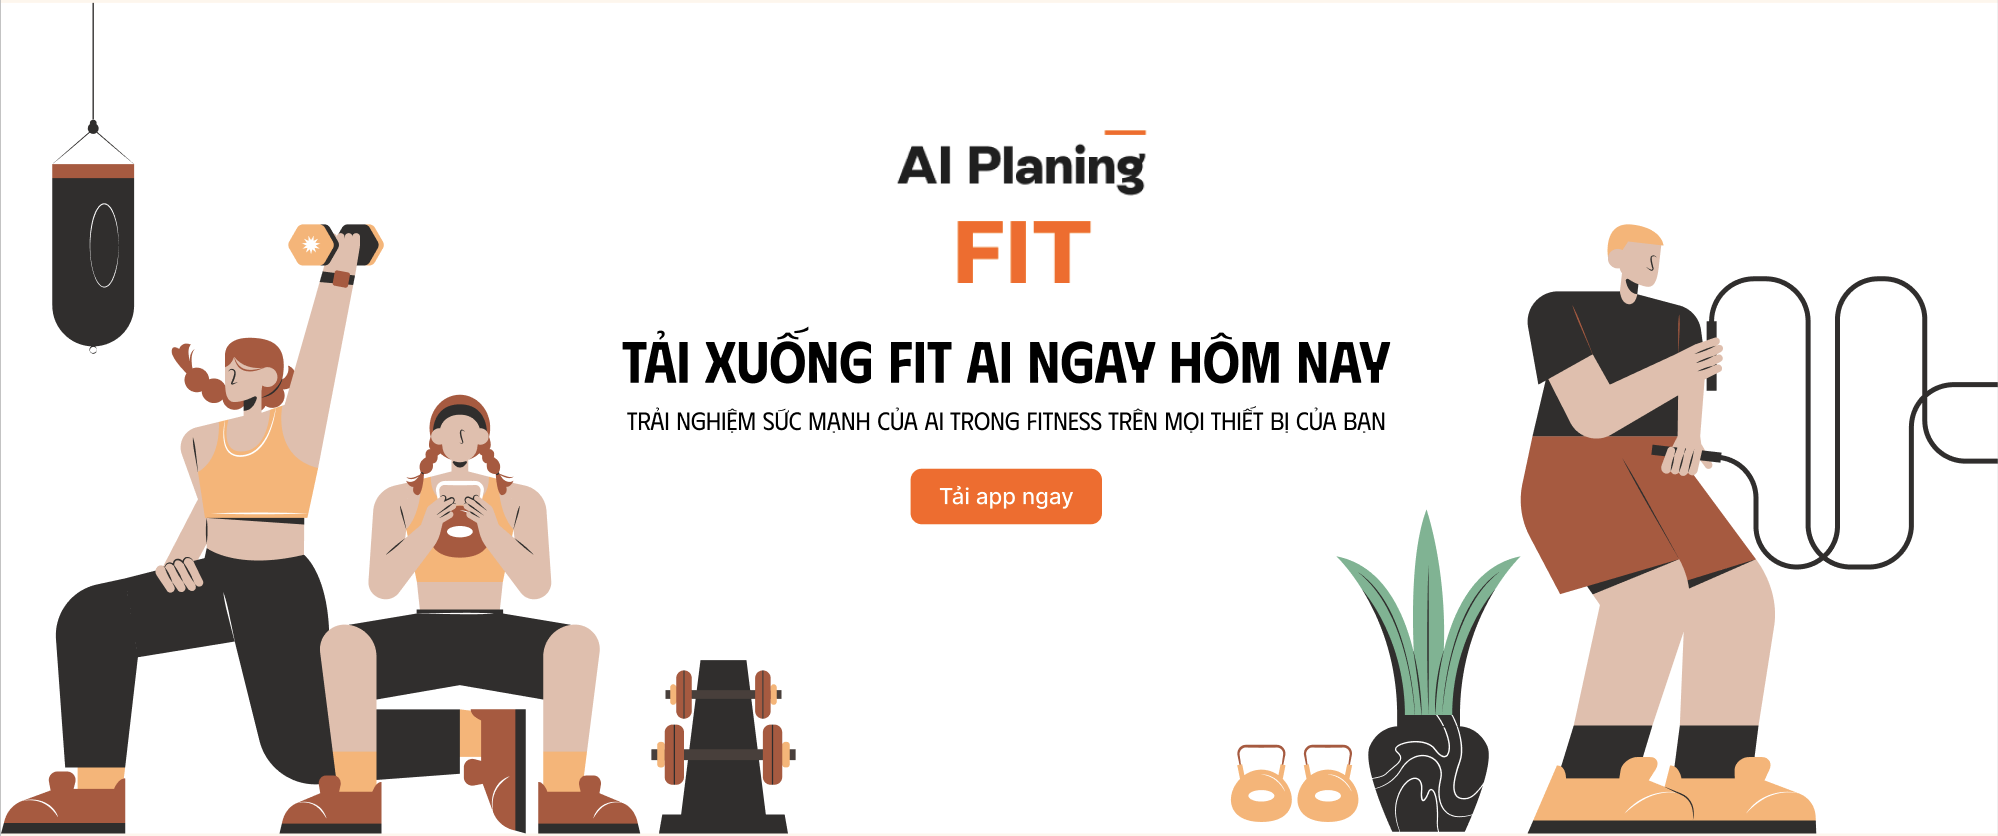 AI Planing
FIT
TẢI XUỐNG FIT AI NGAY HÔM NAY
TRẢI NGHIỆM SỨC MẠNH CỦA AI TRONG FITNESS TRÊN MỌI THIẾT BỊ CỦA BẠN
Tải app ngay